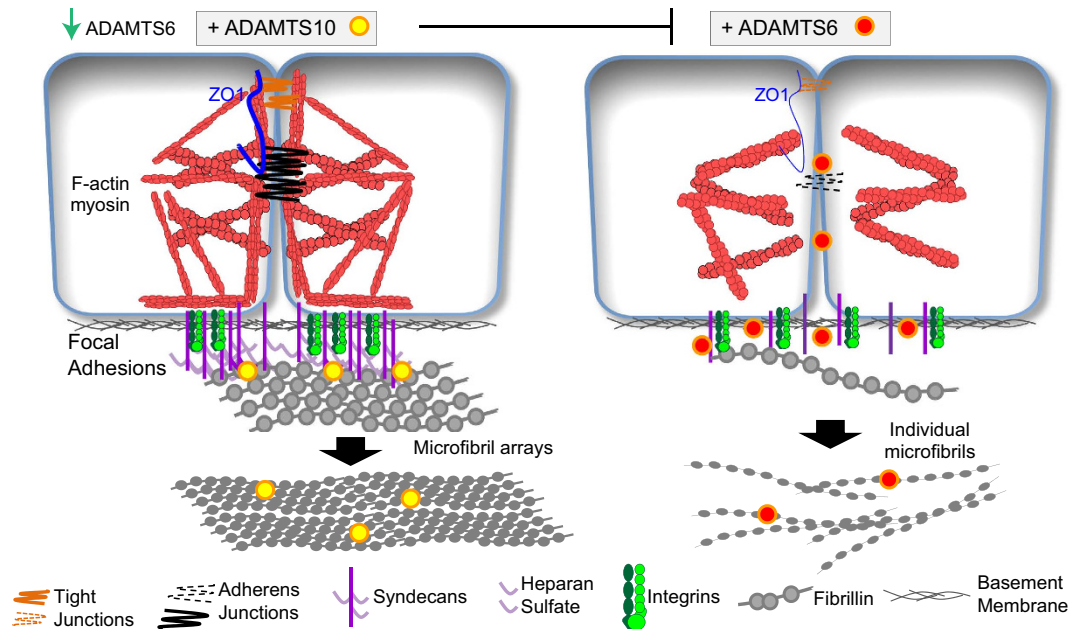 ADAMTS6
+ ADAMTS10
+ ADAMTS6
ZO1
ZO1
F-actin
myosin
Focal
Adhesions
Microfibril arrays
Individual
microfibrils
Tight
Junctions
Adherens
Junctions
Syndecans
Heparan
Sulfate
Integrins
Fibrillin
Basement
Membrane